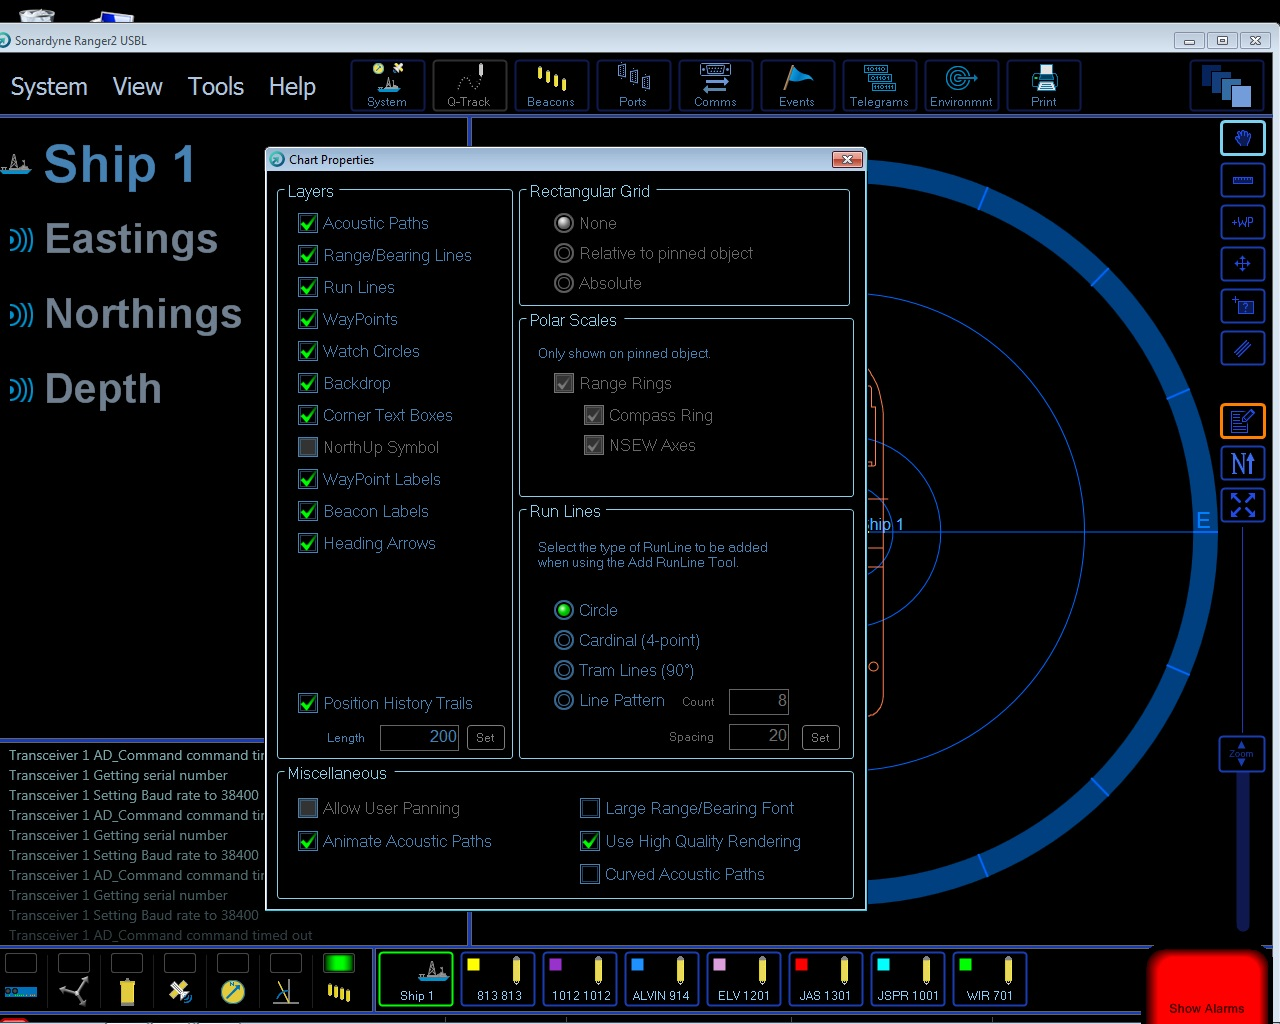 Sonardyne Ranger2 USBL
System View Tools Help
System Q-Track Beacons Ports Comms Events Telegrams Environmnt Print
Ship 1
Eastings
Northings
Depth
Chart Properties
Layers
Acoustic Paths
Range/Bearing Lines
Run Lines
WayPoints
Watch Circles
Backdrop
Corner Text Boxes
NorthUp Symbol
WayPoint Labels
Beacon Labels
Heading Arrows
Position History Trails
Length 200 Set
Rectangular Grid
None
Relative to pinned object
Absolute
Polar Scales
Only shown on pinned object.
Range Rings
Compass Ring
NSEW Axes
Run Lines
Select the type of RunLine to be added
when using the Add RunLine Tool.
Circle
Cardinal (4-point)
Tram Lines (90°)
Line Pattern Count 8
Spacing 20 Set
Miscellaneous
Allow User Panning
Animate Acoustic Paths
Large Range/Bearing Font
Use High Quality Rendering
Curved Acoustic Paths
hip 1
E
+WP
+?
N
Zoom
Transceiver 1 AD_Command command tir
Transceiver 1 Getting serial number
Transceiver 1 Setting Baud rate to 38400
Transceiver 1 AD_Command command tir
Transceiver 1 Getting serial number
Transceiver 1 Setting Baud rate to 38400
Transceiver 1 AD_Command command tir
Transceiver 1 Getting serial number
Transceiver 1 Setting Baud rate to 38400
Transceiver 1 AD_Command command timed out
Ship 1 813 813 1012 1012 ALVIN 914 ELV 1201 JAS 1301 JSPR 1001 WIR 701
Show Alarms